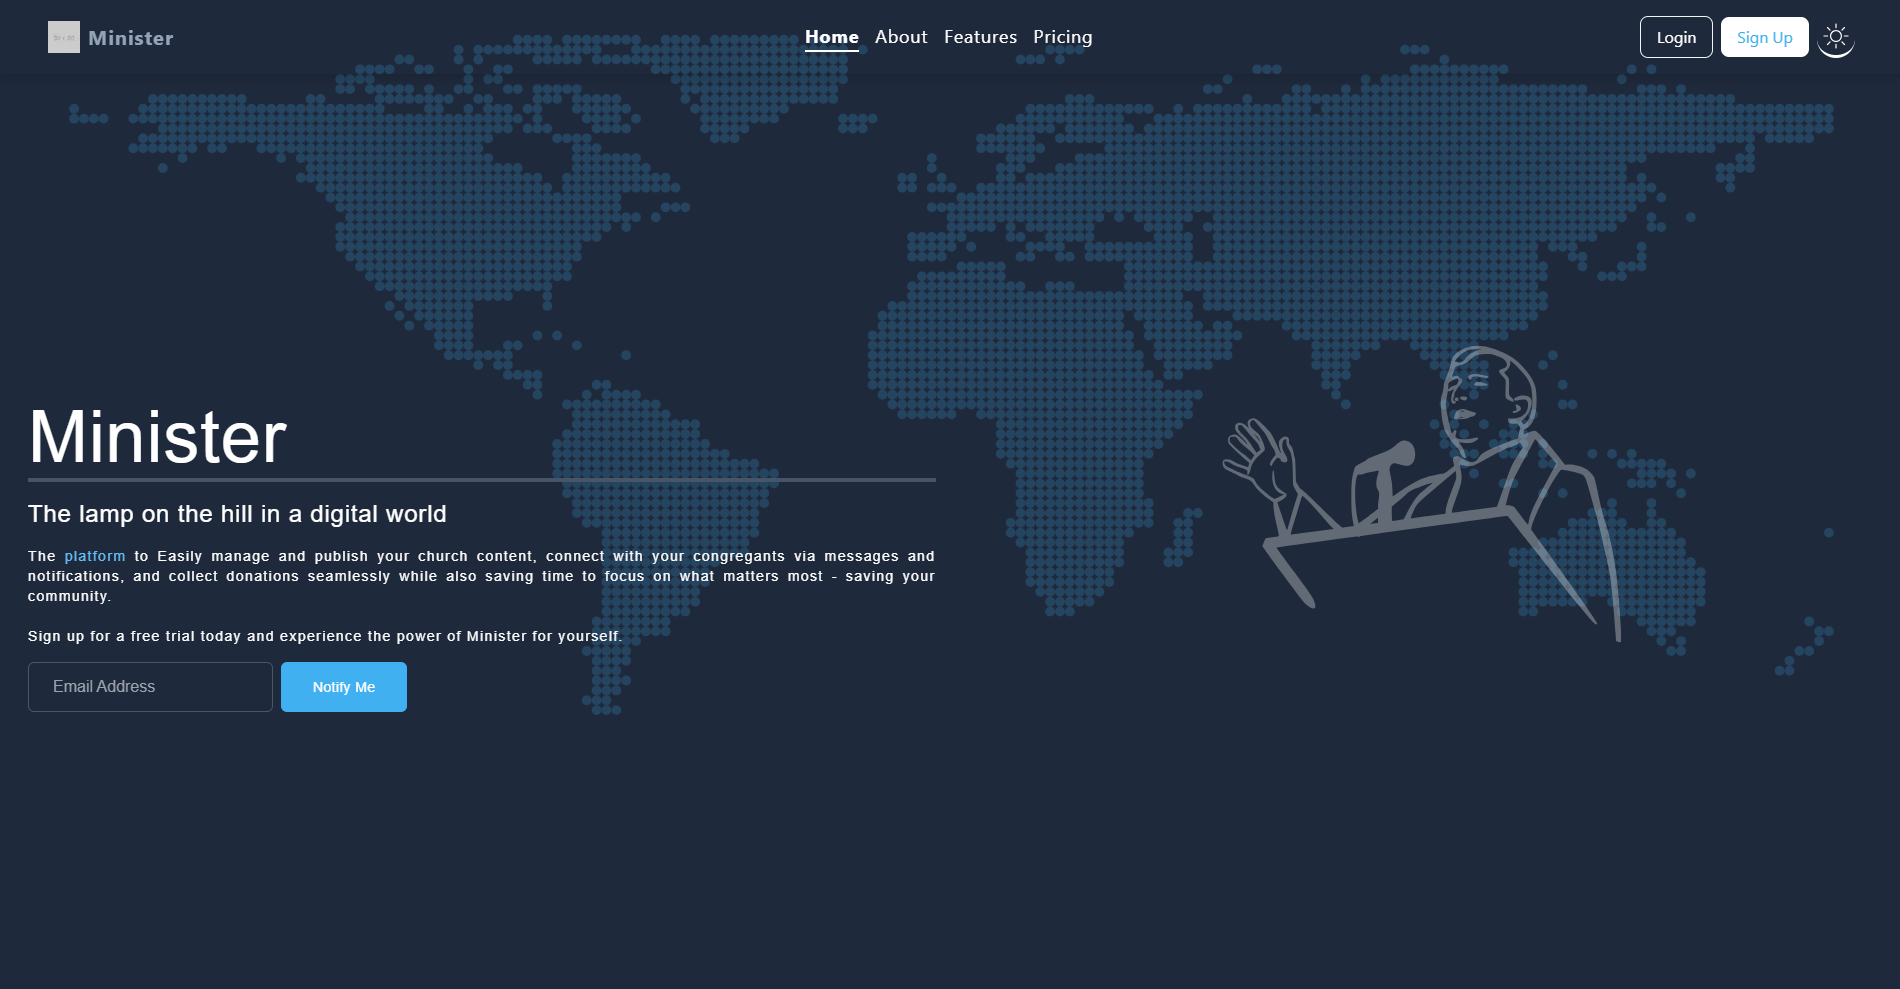 Minister
Home About Features Pricing
Login Sign Up
Minister
The lamp on the hill in a digital world
The platform to Easily manage and publish your church content, connect with your congregants via messages and
notifications, and collect donations seamlessly while also saving time to focus on what matters most - saving your
community.
Sign up for a free trial today and experience the power of Minister for yourself.
Email Address
Notify Me